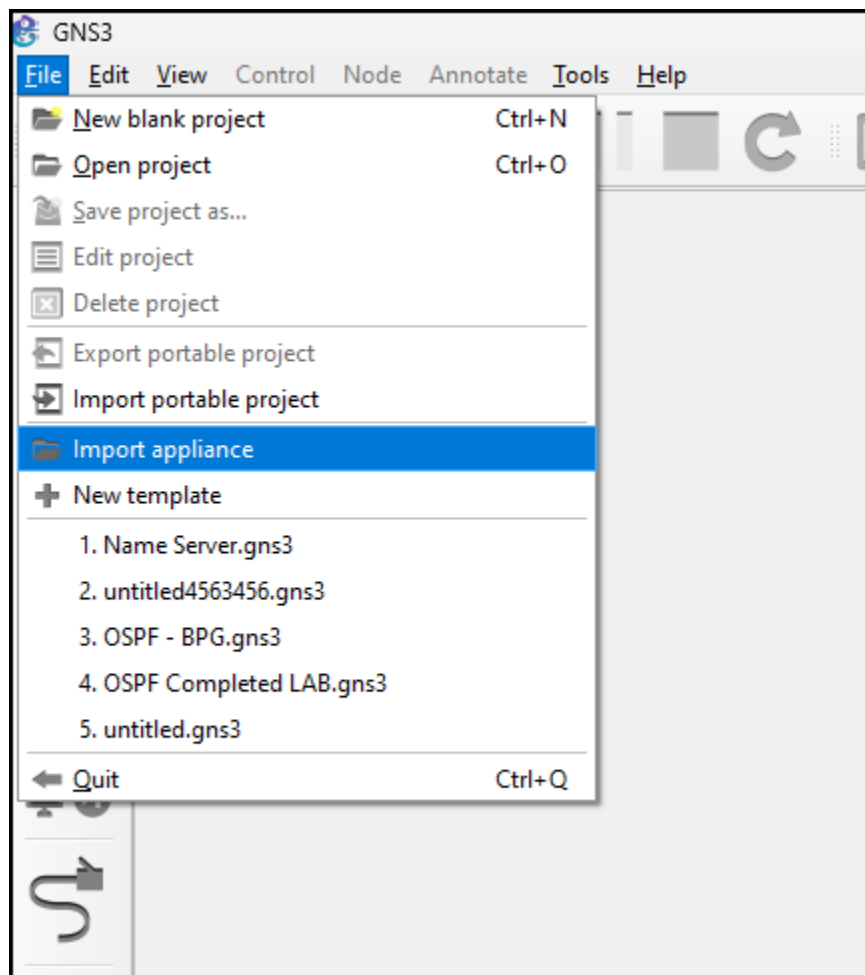 GNS3
File Edit View Control Node Annotate Tools Help
New blank project Ctrl+N
Open project Ctrl+O
Save project as...
Edit project
Delete project
Export portable project
Import portable project
Import appliance
New template
1. Name Server.gns3
2. untitled4563456.gns3
3. OSPF - BPG.gns3
4. OSPF Completed LAB.gns3
5. untitled.gns3
Quit Ctrl+Q